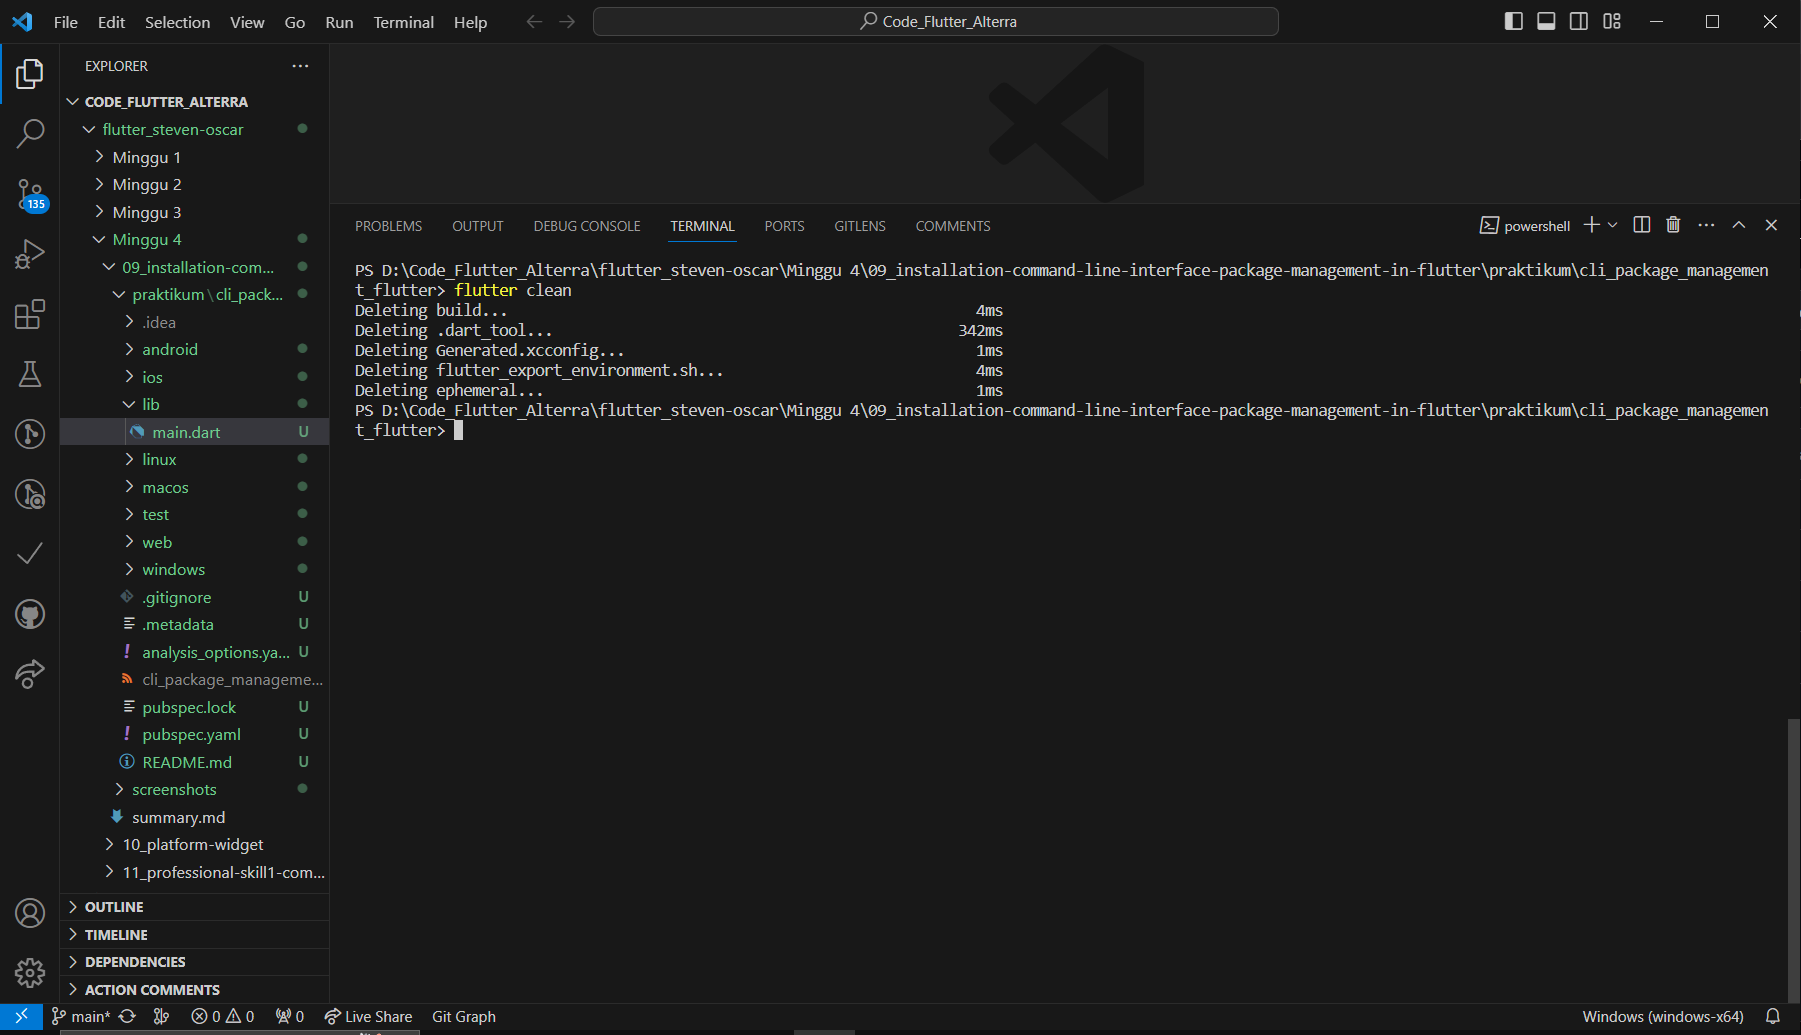 File Edit Selection View Go Run Terminal Help
Code_Flutter_Alterra
EXPLORER
CODE_FLUTTER_ALTERRA
flutter_steven-oscar
Minggu 1
Minggu 2
Minggu 3
Minggu 4
09_installation-com...
praktikum\cli_pack...
.idea
android
ios
lib
main.dart U
linux
macos
test
web
windows
.gitignore U
.metadata U
analysis_options.ya... U
cli_package_manageme...
pubspec.lock U
pubspec.yaml U
README.md U
screenshots
summary.md
10_platform-widget
11_professional-skill1-com...
OUTLINE
TIMELINE
DEPENDENCIES
ACTION COMMENTS
135
PROBLEMS OUTPUT DEBUG CONSOLE TERMINAL PORTS GITLENS COMMENTS
powershell
PS D:\Code_Flutter_Alterra\flutter_steven-oscar\Minggu 4\09_installation-command-line-interface-package-management-in-flutter\praktikum\cli_package_managemen
t_flutter> flutter clean
Deleting build... 4ms
Deleting .dart_tool... 342ms
Deleting Generated.xcconfig... 1ms
Deleting flutter_export_environment.sh... 4ms
Deleting ephemeral... 1ms
PS D:\Code_Flutter_Alterra\flutter_steven-oscar\Minggu 4\09_installation-command-line-interface-package-management-in-flutter\praktikum\cli_package_managemen
t_flutter>
main* 0 0 0 Live Share Git Graph
Windows (windows-x64)